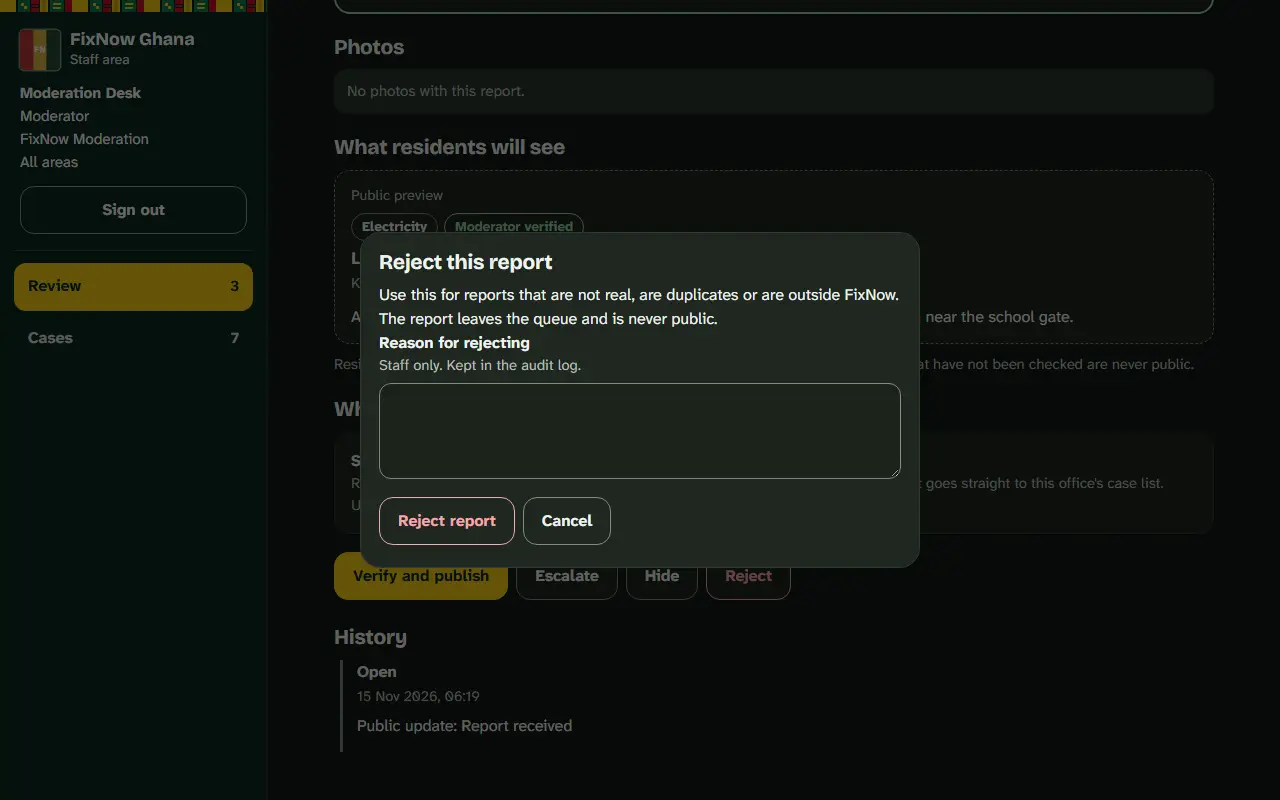 FN
FixNow Ghana
Staff area
Moderation Desk
Moderator
FixNow Moderation
All areas
Sign out
Review 3
Cases 7
Photos
No photos with this report.
What residents will see
Public preview
Electricity Moderator verified
near the school gate.
have not been checked are never public.
Reject this report
Use this for reports that are not real, are duplicates or are outside FixNow.
The report leaves the queue and is never public.
Reason for rejecting
Staff only. Kept in the audit log.
Reject report Cancel
goes straight to this office's case list.
Verify and publish Escalate Hide Reject
History
Open
15 Nov 2026, 06:19
Public update: Report received